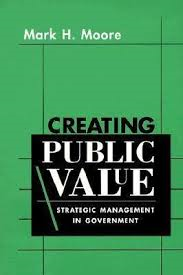 Mark H. Moore
CREATING
PUBLIC
VALUE
STRATEGIC MANAGEMENT
IN GOVERNMENT